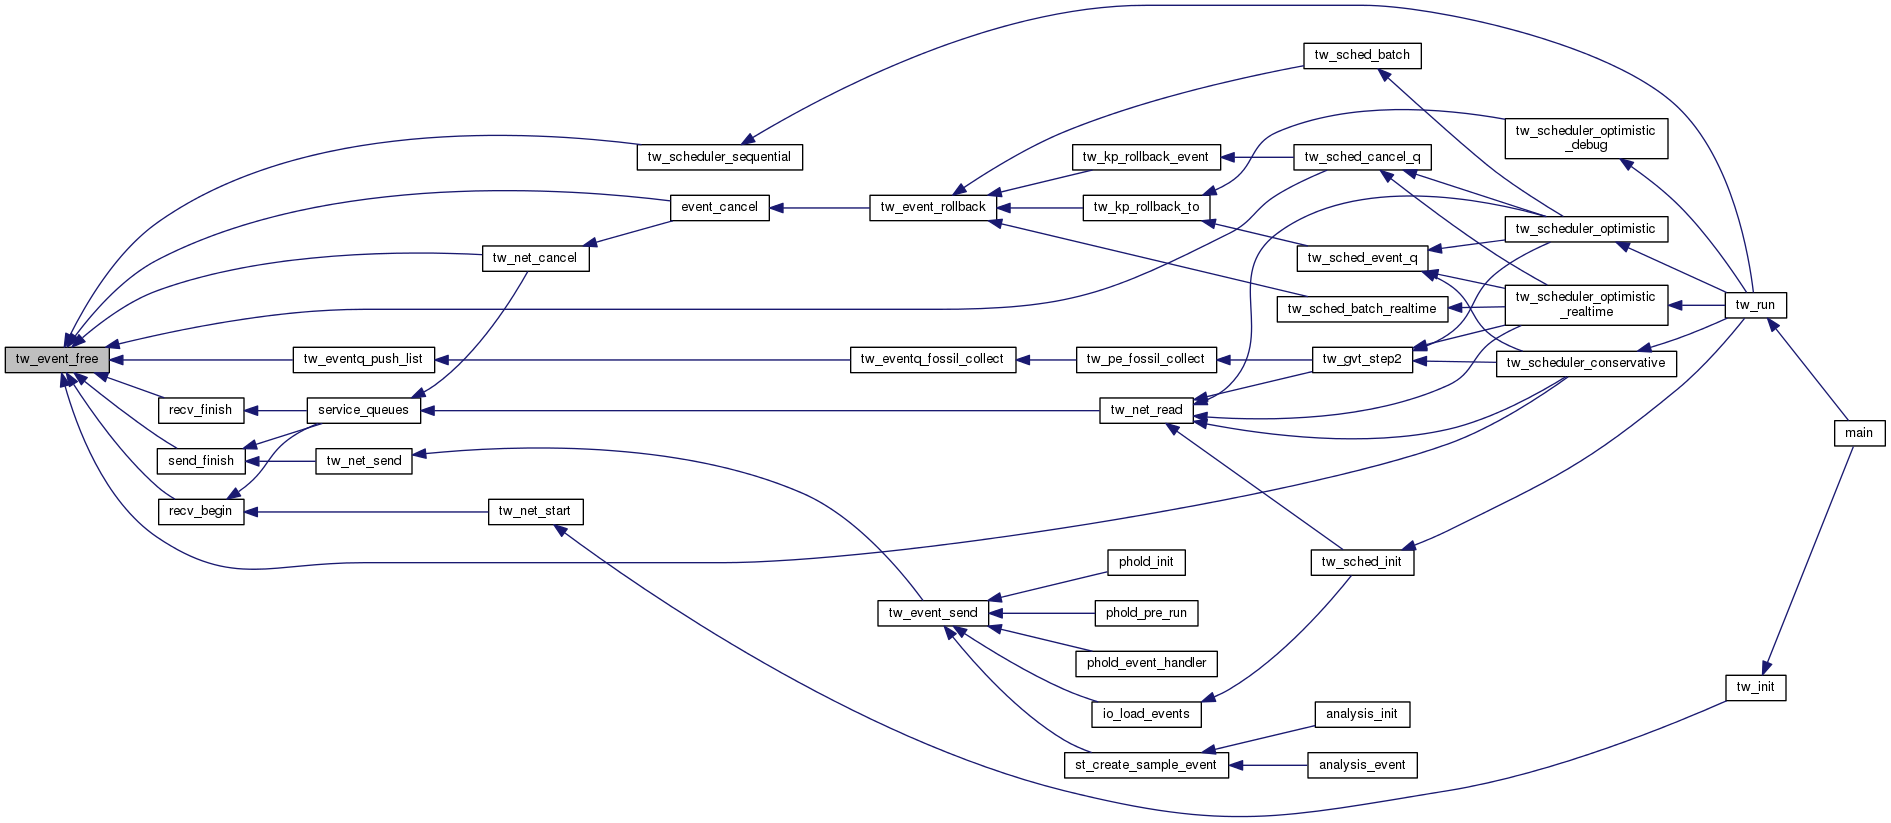 tw_sched_batch
tw_scheduler_optimistic
_debug
tw_scheduler_sequential
tw_kp_rollback_event
tw_sched_cancel_q
event_cancel
tw_event_rollback
tw_kp_rollback_to
tw_scheduler_optimistic
tw_net_cancel
tw_sched_event_q
tw_sched_batch_realtime
tw_scheduler_optimistic
_realtime
tw_run
tw_event_free
tw_eventq_push_list
tw_eventq_fossil_collect
tw_pe_fossil_collect
tw_gvt_step2
tw_scheduler_conservative
recv_finish
service_queues
tw_net_read
main
send_finish
tw_net_send
recv_begin
tw_net_start
phold_init
tw_sched_init
tw_event_send
phold_pre_run
phold_event_handler
tw_init
io_load_events
analysis_init
st_create_sample_event
analysis_event